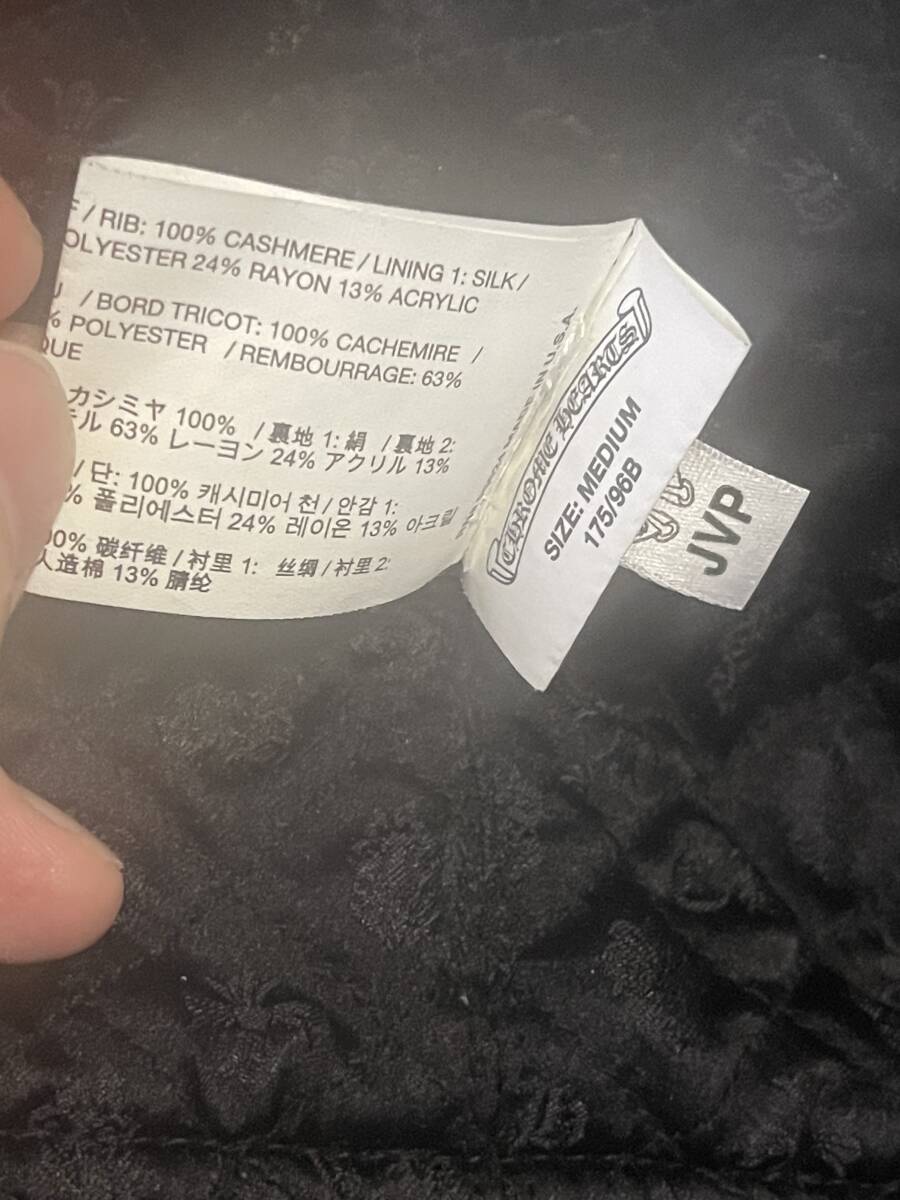 / RIB: 100% CASHMERE / LINING 1: SILK /
OLYESTER 24% RAYON 13% ACRYLIC
/ BORD TRICOT: 100% CACHEMIRE /
% POLYESTER / REMBOURRAGE: 63%
QUE
カシミヤ 100% / 裏地 1: 絹 / 裏地 2:
ル 63% レーヨン 24% アクリル 13%
/ 단: 100% 캐시미어 천 / 안감 1:
% 폴리에스터 24% 레이온 13% 아크릴
00% 碳纤维 / 衬里 1: 丝绸 / 衬里 2:
人造棉 13% 腈纶
IN U.S.A
CHROME HEARTS
SIZE: MEDIUM
175/96B
JVP